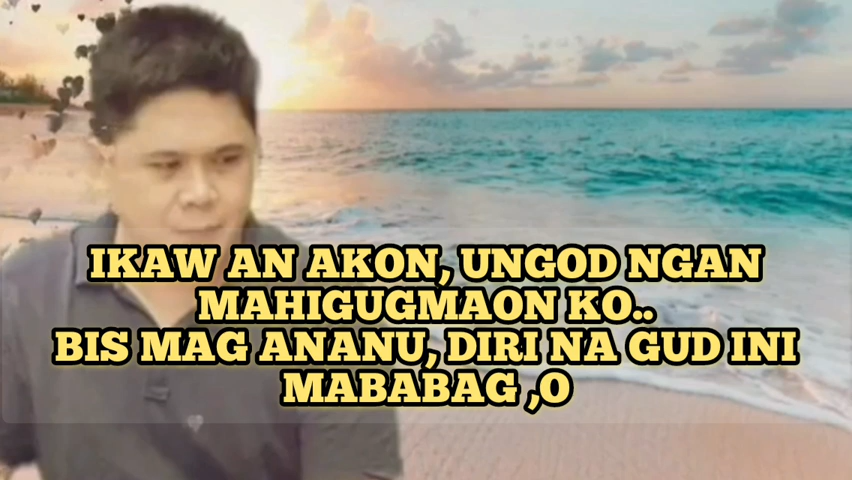 IKAW AN AKON, UNGOD NGAN
MAHIGUGMAON KO..
BIS MAG ANANU, DIRI NA GUD INI
MABABAG ,O